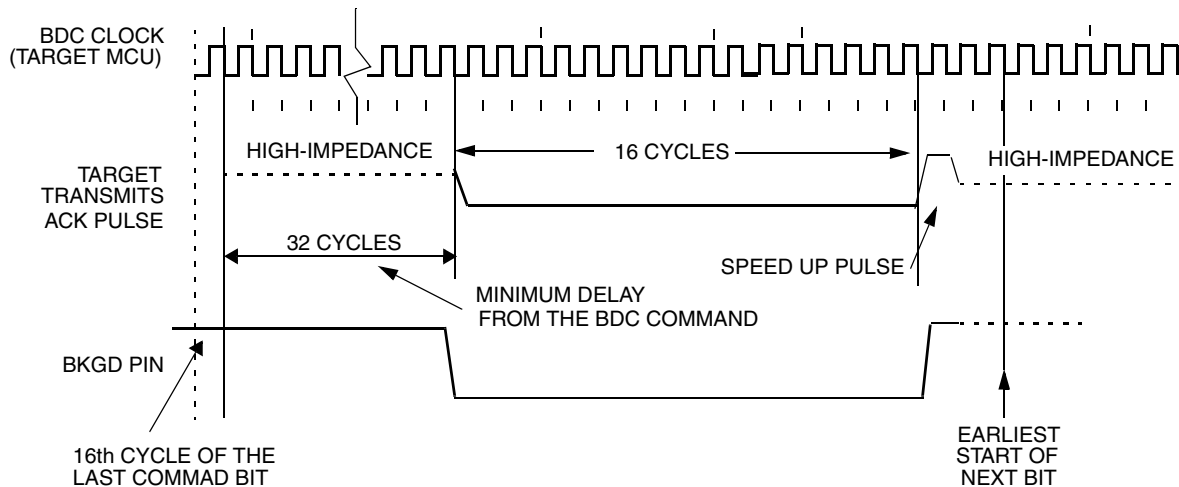 BDC CLOCK
(TARGET MCU)
HIGH-IMPEDANCE
16 CYCLES
HIGH-IMPEDANCE
TARGET
TRANSMITS
ACK PULSE
32 CYCLES
SPEED UP PULSE
MINIMUM DELAY
FROM THE BDC COMMAND
BKGD PIN
16th CYCLE OF THE
LAST COMMAD BIT
EARLIEST
START OF
NEXT BIT